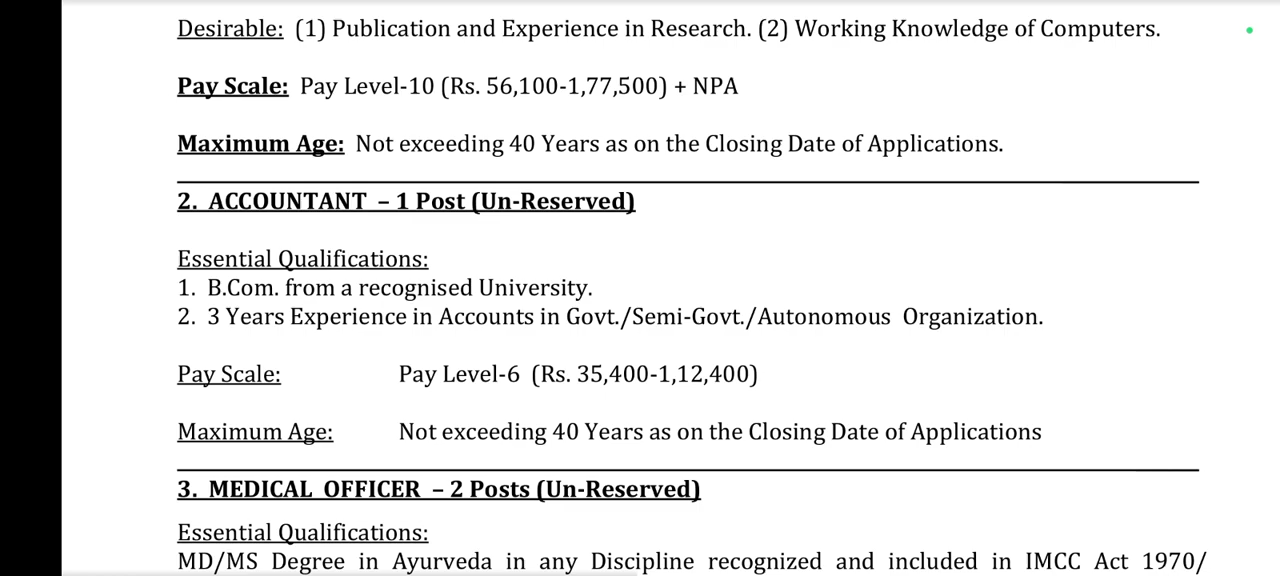 Desirable: (1) Publication and Experience in Research. (2) Working Knowledge of Computers.
Pay Scale: Pay Level-10 (Rs. 56,100-1,77,500) + NPA
Maximum Age: Not exceeding 40 Years as on the Closing Date of Applications.
2. ACCOUNTANT – 1 Post (Un-Reserved)
Essential Qualifications:
1. B.Com. from a recognised University.
2. 3 Years Experience in Accounts in Govt./Semi-Govt./Autonomous Organization.
Pay Scale: Pay Level-6 (Rs. 35,400-1,12,400)
Maximum Age: Not exceeding 40 Years as on the Closing Date of Applications
3. MEDICAL OFFICER – 2 Posts (Un-Reserved)
Essential Qualifications:
MD/MS Degree in Ayurveda in any Discipline recognized and included in IMCC Act 1970/